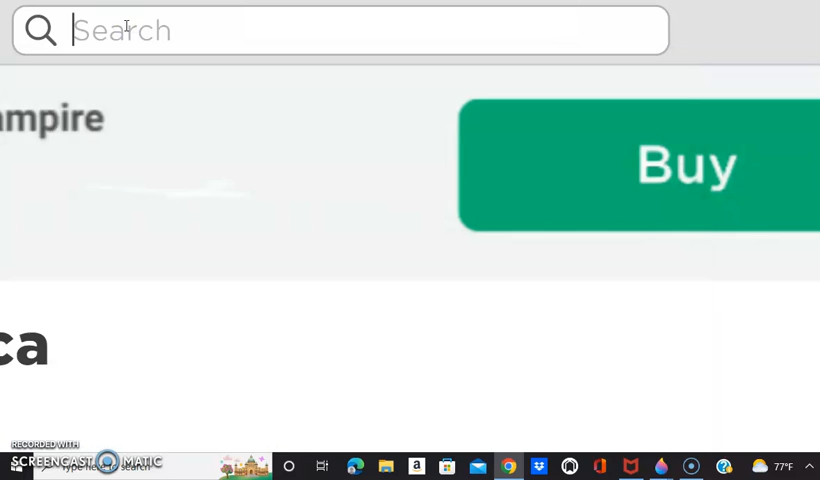 Search
ampire
Buy
ca
RECORDED WITH
SCREENCAST MATIC
Type here to search
a
77°F